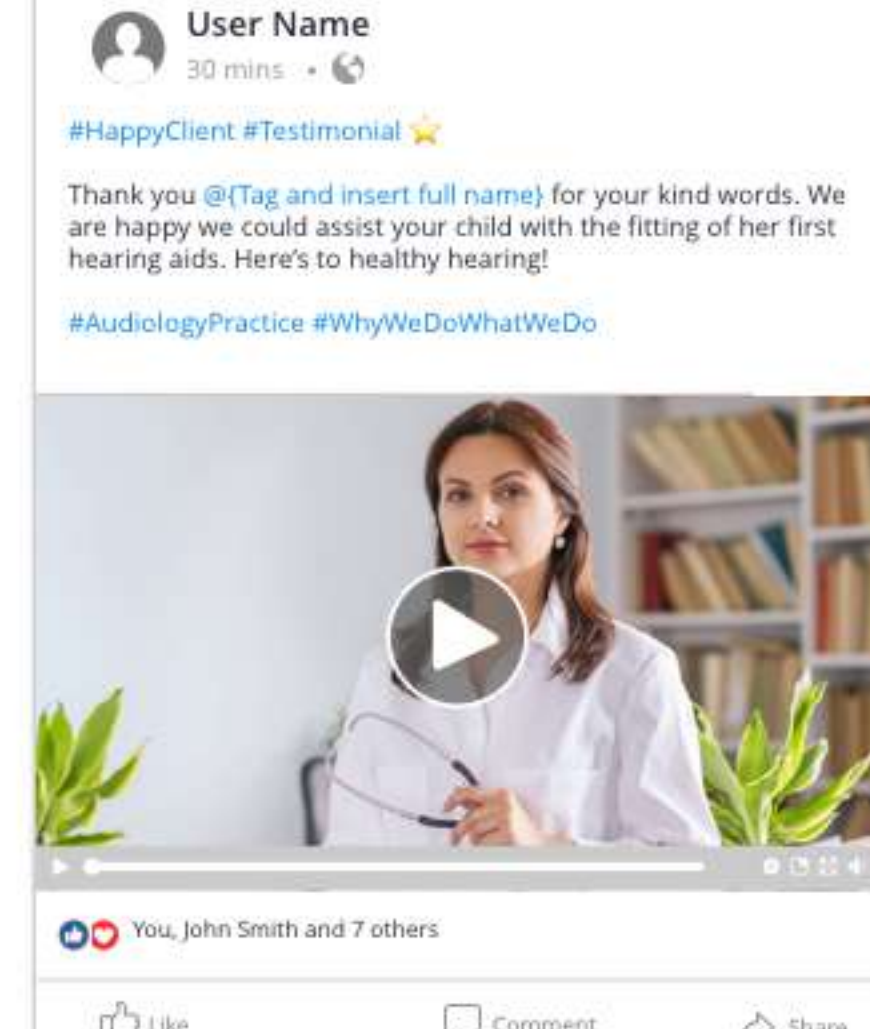 User Name
30 mins •
#HappyClient #Testimonial ⭐
Thank you @{Tag and insert full name} for your kind words. We
are happy we could assist your child with the fitting of her first
hearing aids. Here’s to healthy hearing!
#AudiologyPractice #WhyWeDoWhatWeDo
You, John Smith and 7 others
Like Comment Share